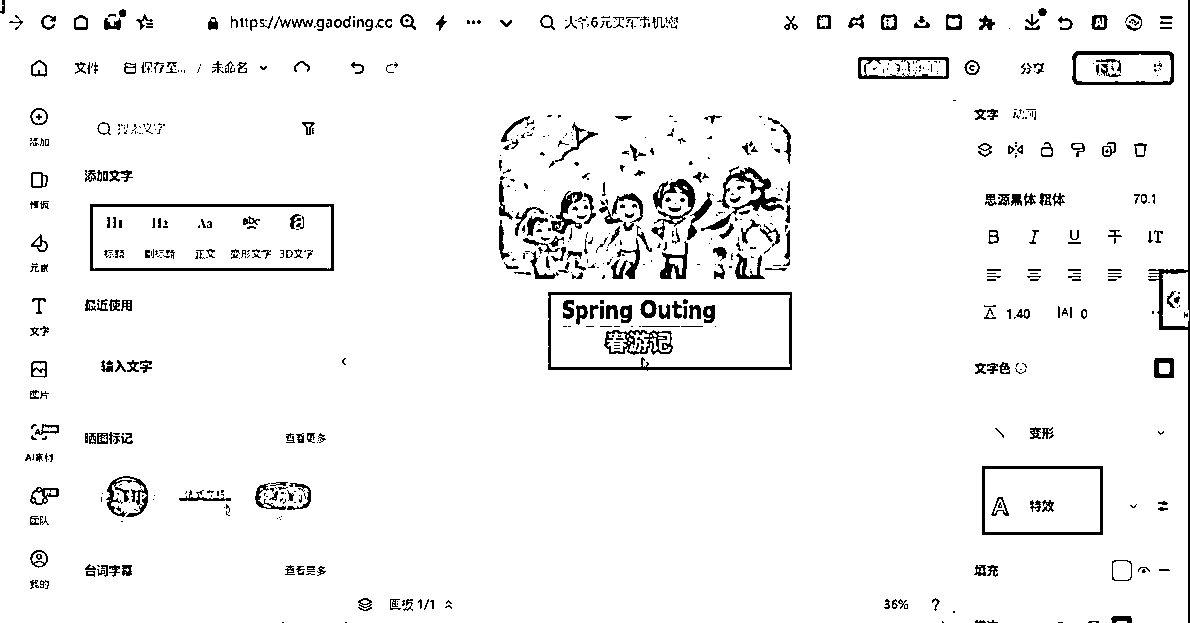 https://www.gaoding.cc
大爷6元买军事机密
文件
保存至... / 未命名
分享
下载
添加
模板
元素
文字
图片
AI素材
团队
我的
搜索文字
添加文字
H1 H2 Aa abc
标题 副标题 正文 变形文字 3D文字
最近使用
输入文字
晒图标记 查看更多
台词字幕 查看更多
Spring Outing
春游记
画板 1/1
36% ?
文字 动画
思源黑体 粗体 70.1
B I U T IT
1.40 |A| 0
文字色
变形
A 特效
填充